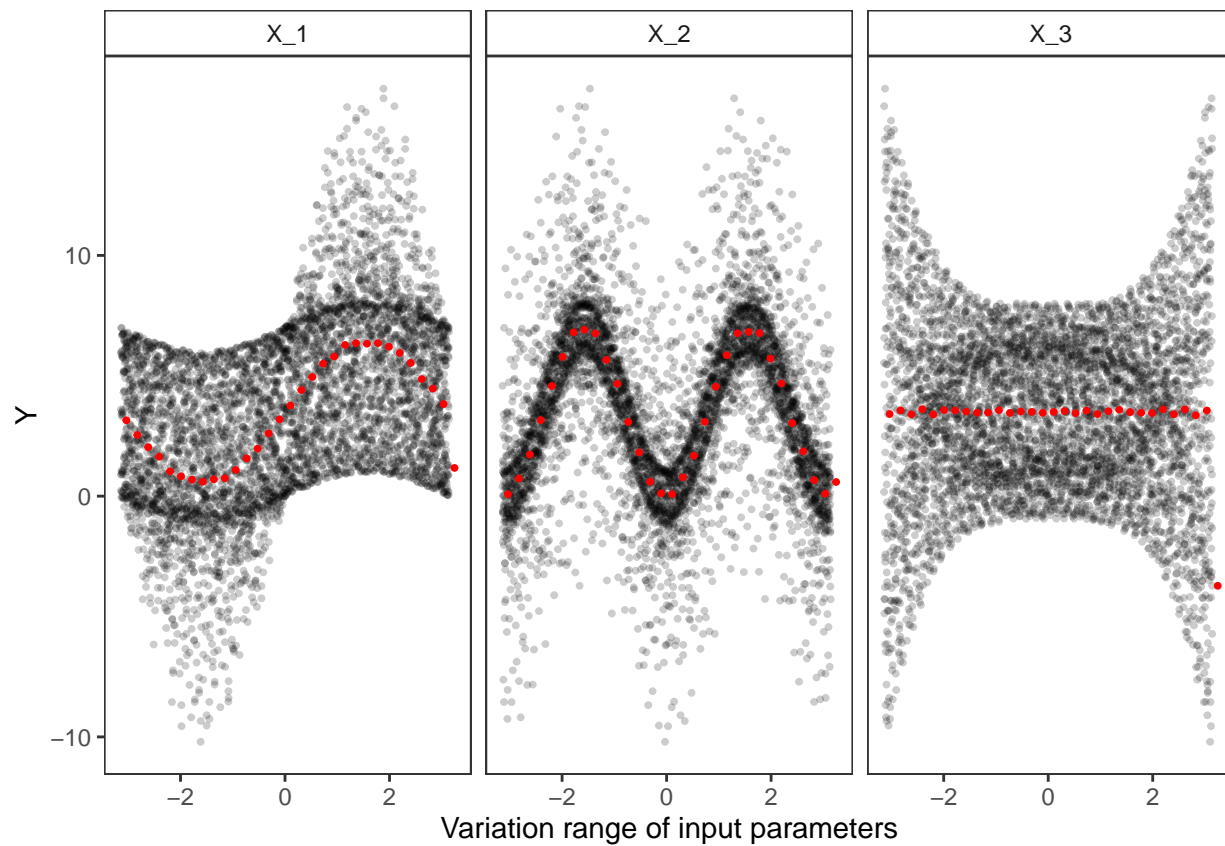 X_1 X_2 X_3
Y
10
0
−10
−2 0 2 −2 0 2 −2 0 2
Variation range of input parameters